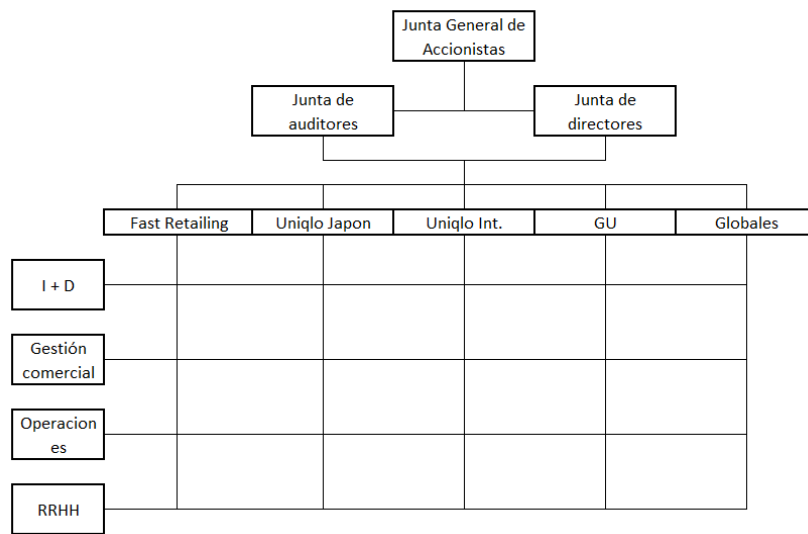 Junta General de
Accionistas
Junta de
auditores
Junta de
directores
Fast Retailing
Uniqlo Japon
Uniqlo Int.
GU
Globales
I + D
Gestión
comercial
Operacion
es
RRHH